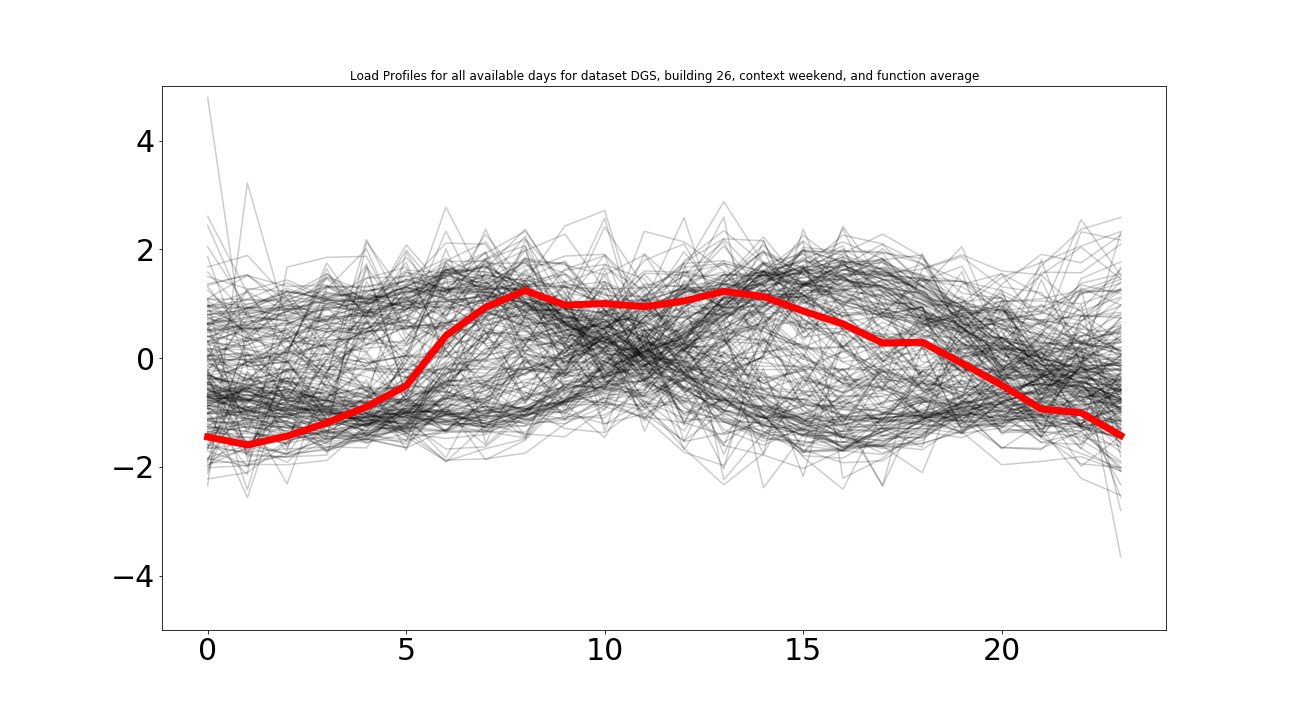 Load Profiles for all available days for dataset DGS, building 26, context weekend, and function average
4
2
0
−2
−4
0 5 10 15 20